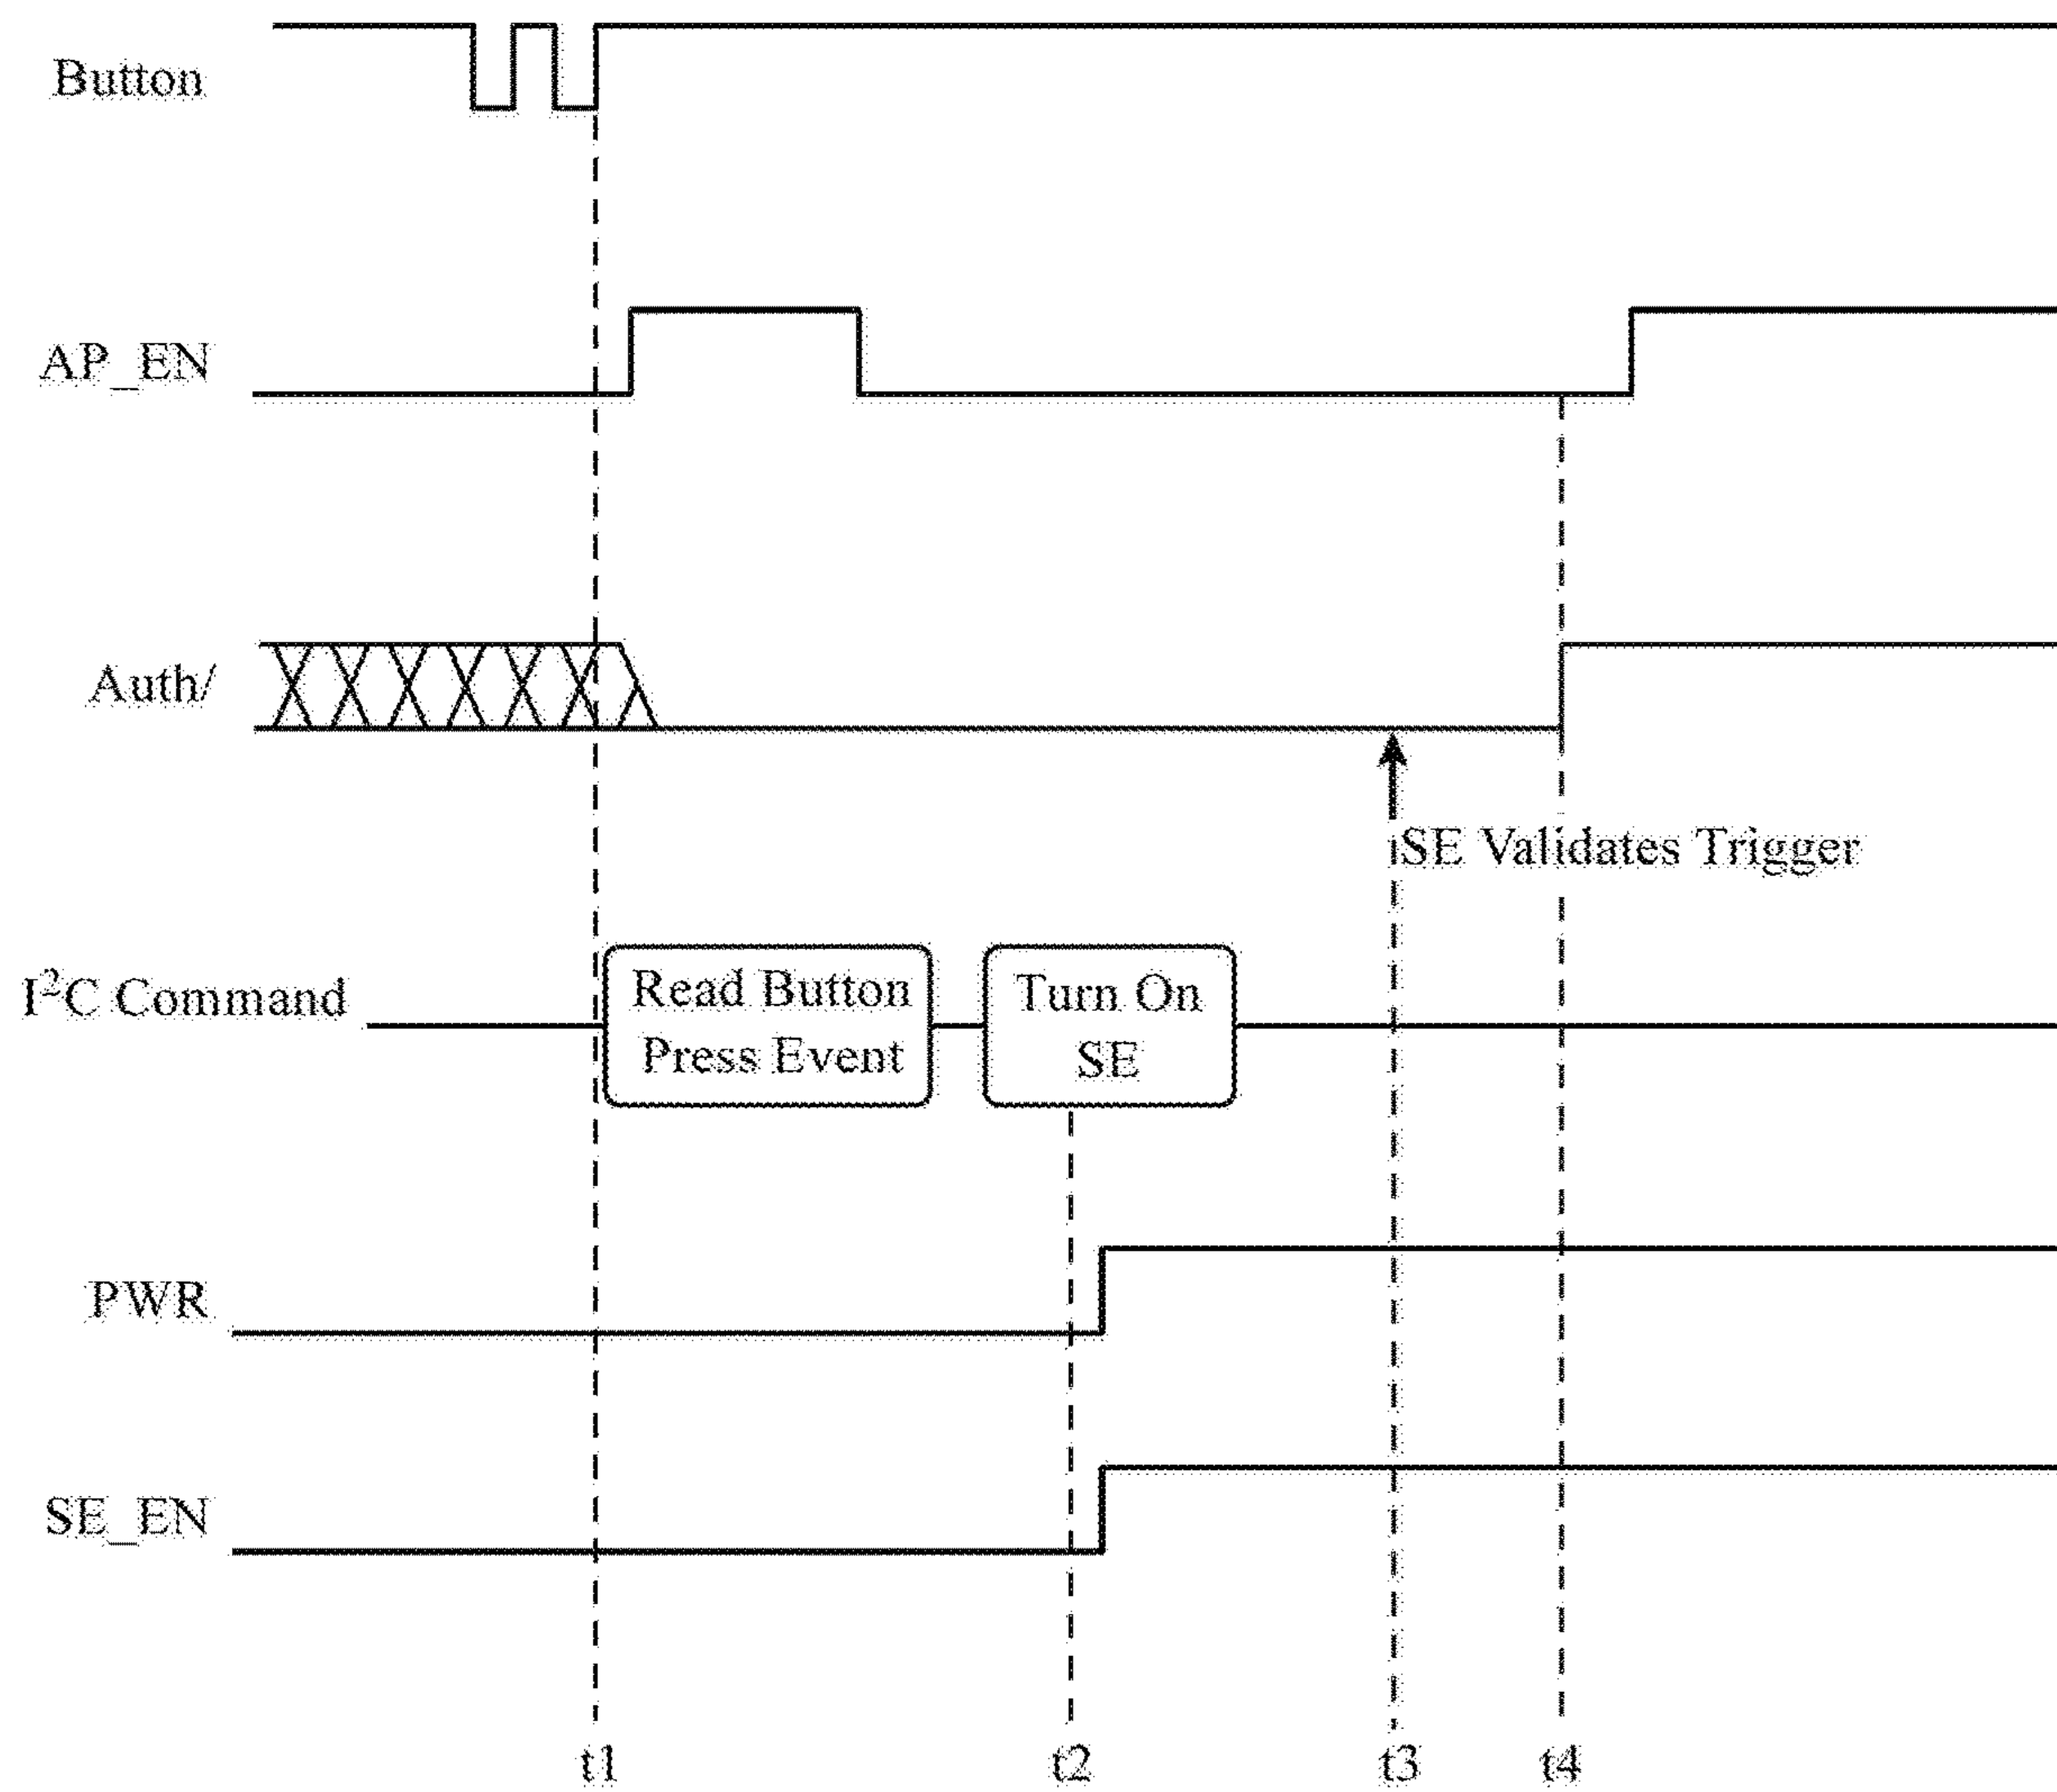 Button
AP_EN
Auth/
SE Validates Trigger
I²C Command
Read Button
Press Event
Turn On
SE
PWR
SE_EN
t1 t2 t3 t4